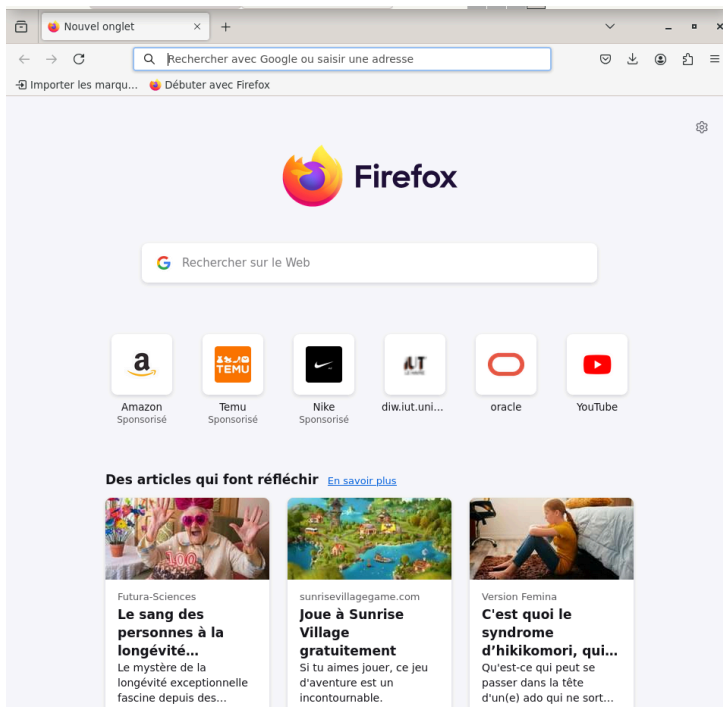 Nouvel onglet
Rechercher avec Google ou saisir une adresse
Importer les marqu... Débuter avec Firefox
Firefox
Rechercher sur le Web
a TEMU IUT
Amazon Temu Nike diw.iut.uni... oracle YouTube
Sponsorisé Sponsorisé Sponsorisé
Des articles qui font réfléchir En savoir plus
Futura-Sciences
Le sang des
personnes à la
longévité...
Le mystère de la
longévité exceptionnelle
fascine depuis des...
sunrisevillagegame.com
Joue à Sunrise
Village
gratuitement
Si tu aimes jouer, ce jeu
d'aventure est un
incontournable.
Version Femina
C'est quoi le
syndrome
d’hikikomori, qui...
Qu'est-ce qui peut se
passer dans la tête
d'un(e) ado qui ne sort...